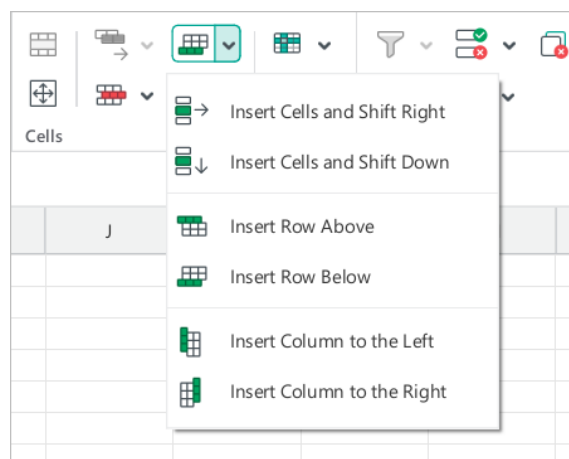 Cells
Insert Cells and Shift Right
Insert Cells and Shift Down
J
Insert Row Above
Insert Row Below
Insert Column to the Left
Insert Column to the Right